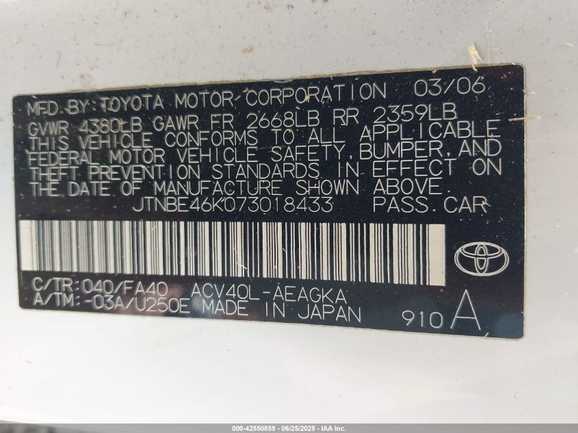 MFD.BY:TOYOTA MOTOR CORPORATION 03/06
GVWR 4380LB GAWR FR 2668LB RR 2359LB
THIS VEHICLE CONFORMS TO ALL APPLICABLE
FEDERAL MOTOR VEHICLE SAFETY,BUMPER,AND
THEFT PREVENTION STANDARDS IN EFFECT ON
THE DATE OF MANUFACTURE SHOWN ABOVE.
JTNBE46K073018433 PASS.CAR
C/TR:040/FA40 ACV40L-AEAGKA
A/TM:-03A/U250E MADE IN JAPAN
910A
000-42550859 - 06/25/2025 - IAA Inc.